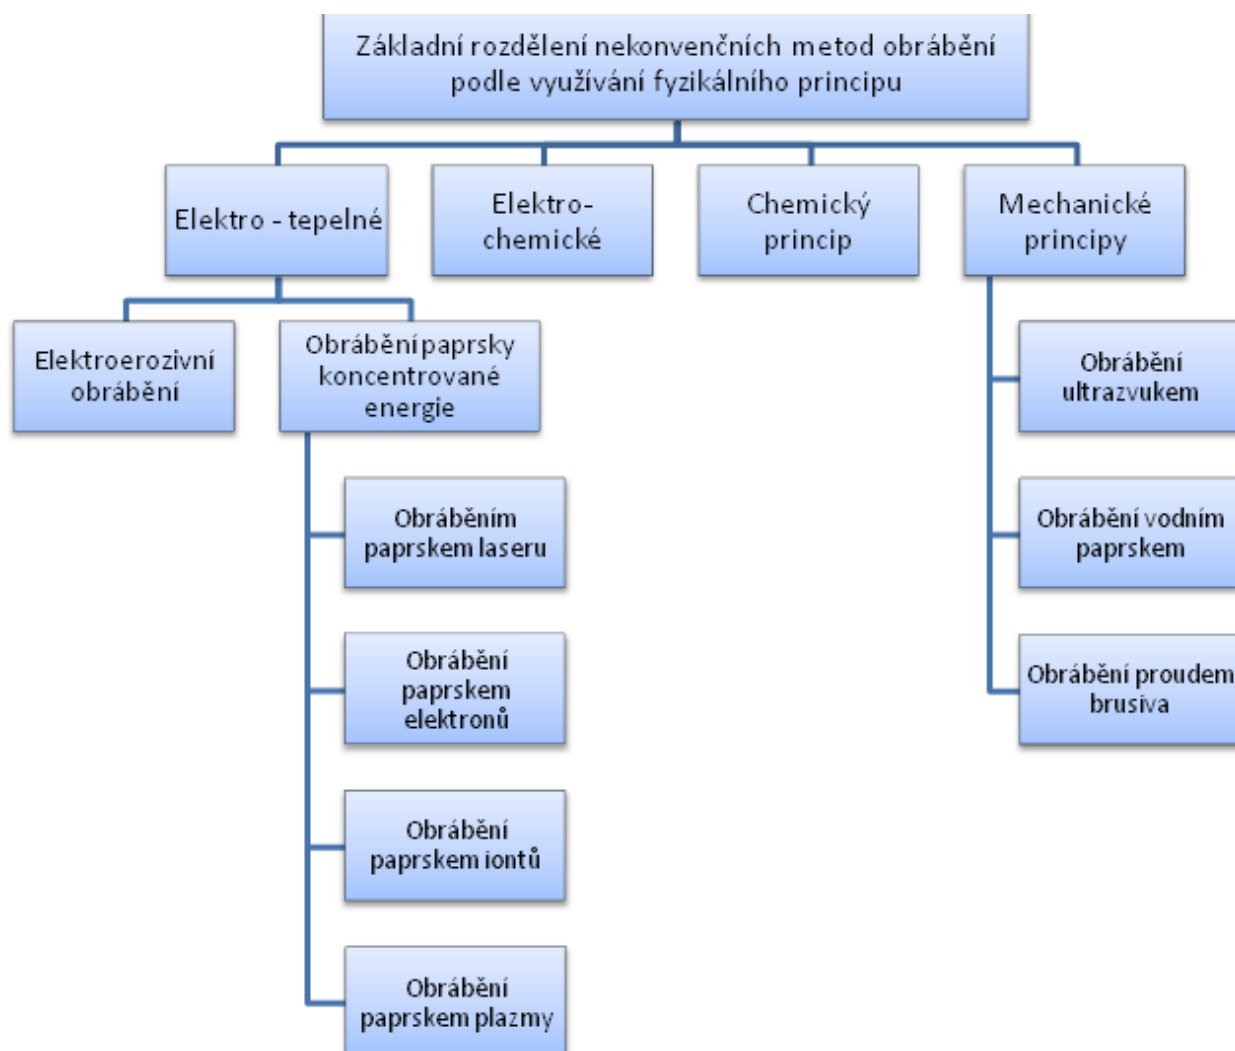 Základní rozdělení nekonvenčních metod obrábění
podle využívání fyzikálního principu
Elektro - tepelné
Elektro-
chemické
Chemický
princip
Mechanické
principy
Elektroerozivní
obrábění
Obrábění paprsky
koncentrované
energie
Obráběním
paprskem laseru
Obrábění
paprskem
elektronů
Obrábění
paprskem iontů
Obrábění
paprskem plazmy
Obrábění
ultrazvukem
Obrábění vodním
paprskem
Obrábění proudem
brusiva